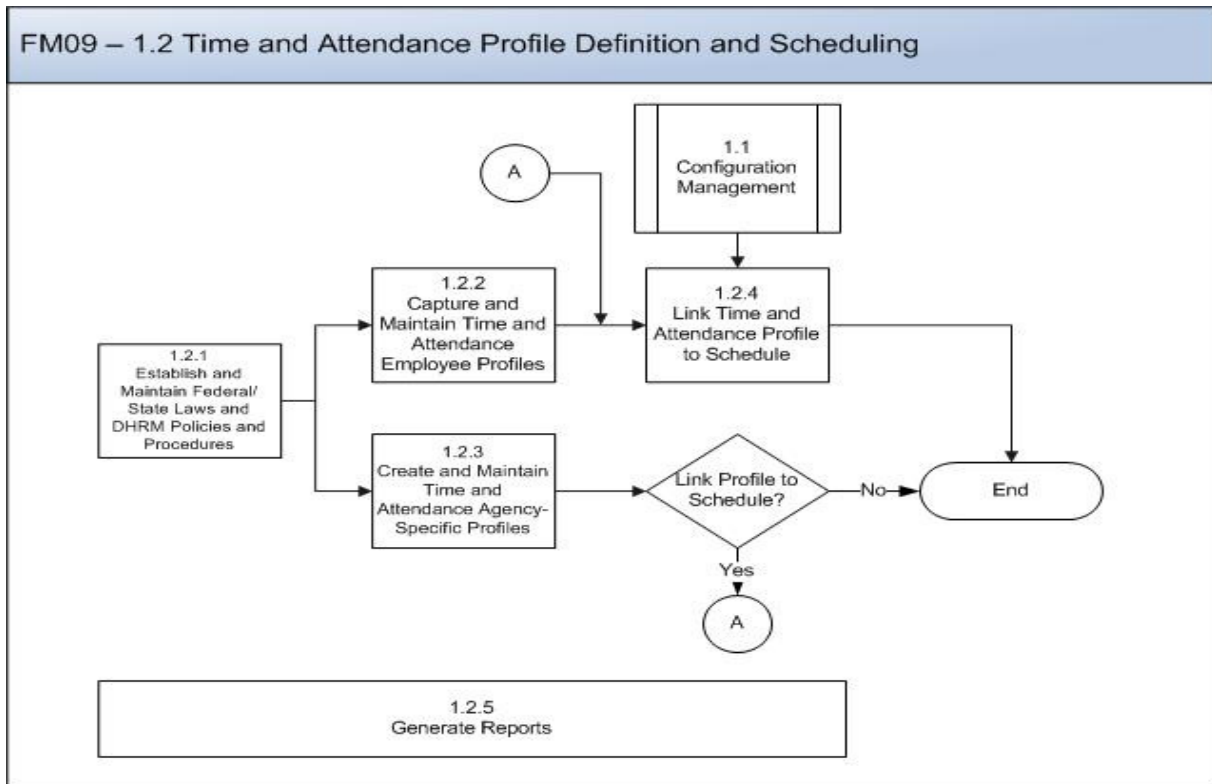 FM09 – 1.2 Time and Attendance Profile Definition and Scheduling
1.1
Configuration
Management
A
1.2.2
Capture and
Maintain Time and
Attendance
Employee Profiles
1.2.4
Link Time and
Attendance Profile
to Schedule
1.2.1
Establish and
Maintain Federal/
State Laws and
DHRM Policies and
Procedures
1.2.3
Create and Maintain
Time and
Attendance Agency-
Specific Profiles
Link Profile to
Schedule?
No
End
Yes
A
1.2.5
Generate Reports